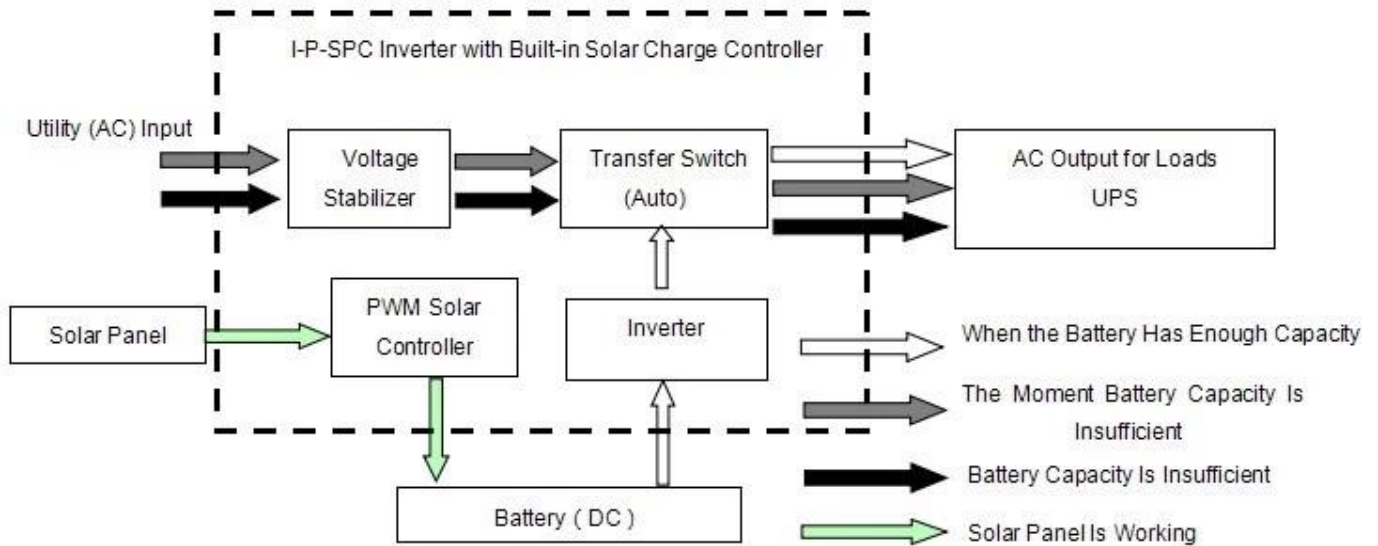 I-P-SPC Inverter with Built-in Solar Charge Controller
Utility (AC) Input
Voltage
Stabilizer
Transfer Switch
(Auto)
AC Output for Loads
UPS
Solar Panel
PWM Solar
Controller
Inverter
Battery ( DC )
When the Battery Has Enough Capacity
The Moment Battery Capacity Is
Insufficient
Battery Capacity Is Insufficient
Solar Panel Is Working